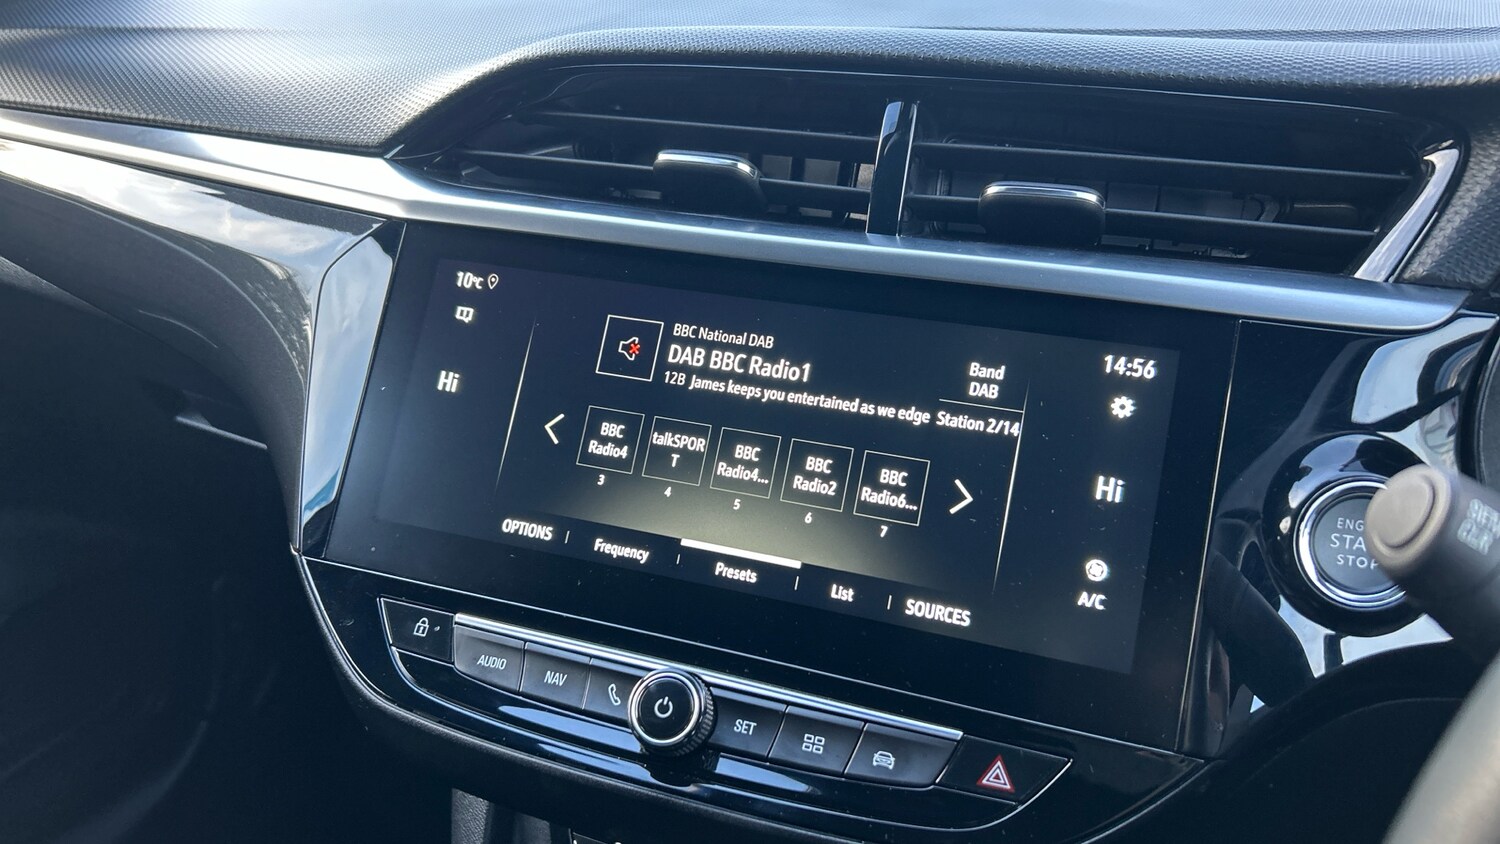 10°C
Hi
BBC National DAB
DAB BBC Radio1
12B James keeps you entertained as we edge
Band
DAB
Station 2/14
14:56
Hi
A/C
BBC
Radio4
3
talkSPOR
T
4
BBC
Radio4...
5
BBC
Radio2
6
BBC
Radio6...
7
OPTIONS
Frequency
Presets
List
SOURCES
AUDIO
NAV
SET
STOP